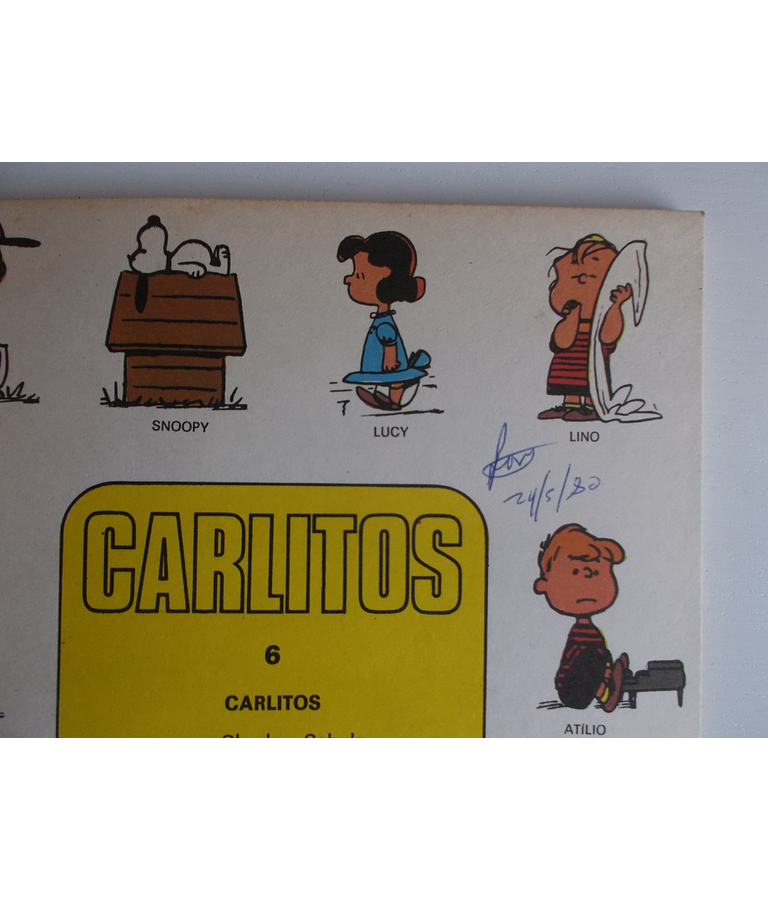 SNOOPY
LUCY
LINO
24/5/80
CARLITOS
6
CARLITOS
ATÍLIO